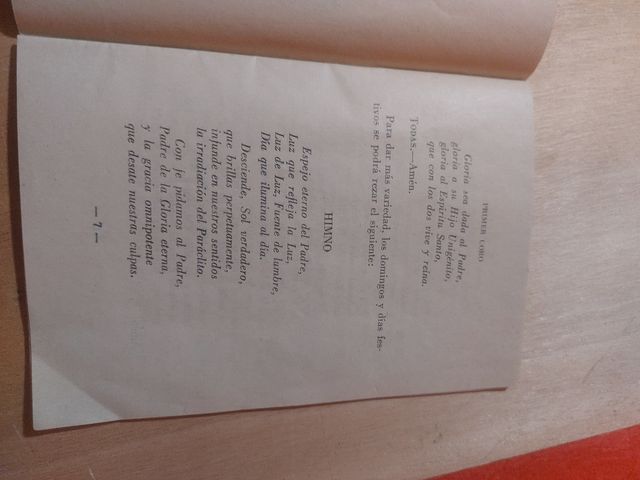 PRIMER CORO
Gloria sea dada al Padre,
gloria a su Hijo Unigénito,
gloria al Espíritu Santo,
que con los dos vive y reina.
TODAS.—Amén.
Para dar más variedad, los domingos y días fes-
tivos se podrá rezar el siguiente:
HIMNO
Espejo eterno del Padre,
Luz que refleja la Luz,
Luz de Luz, Fuente de lumbre,
Día que ilumina al día.
Desciende, Sol verdadero,
que brillas perpetuamente,
infunde en nuestros sentidos
la irradiación del Paráclito.
Con fe pidamos al Padre,
Padre de la Gloria eterna,
y la gracia omnipotente
que desate nuestras culpas.
— 7 —